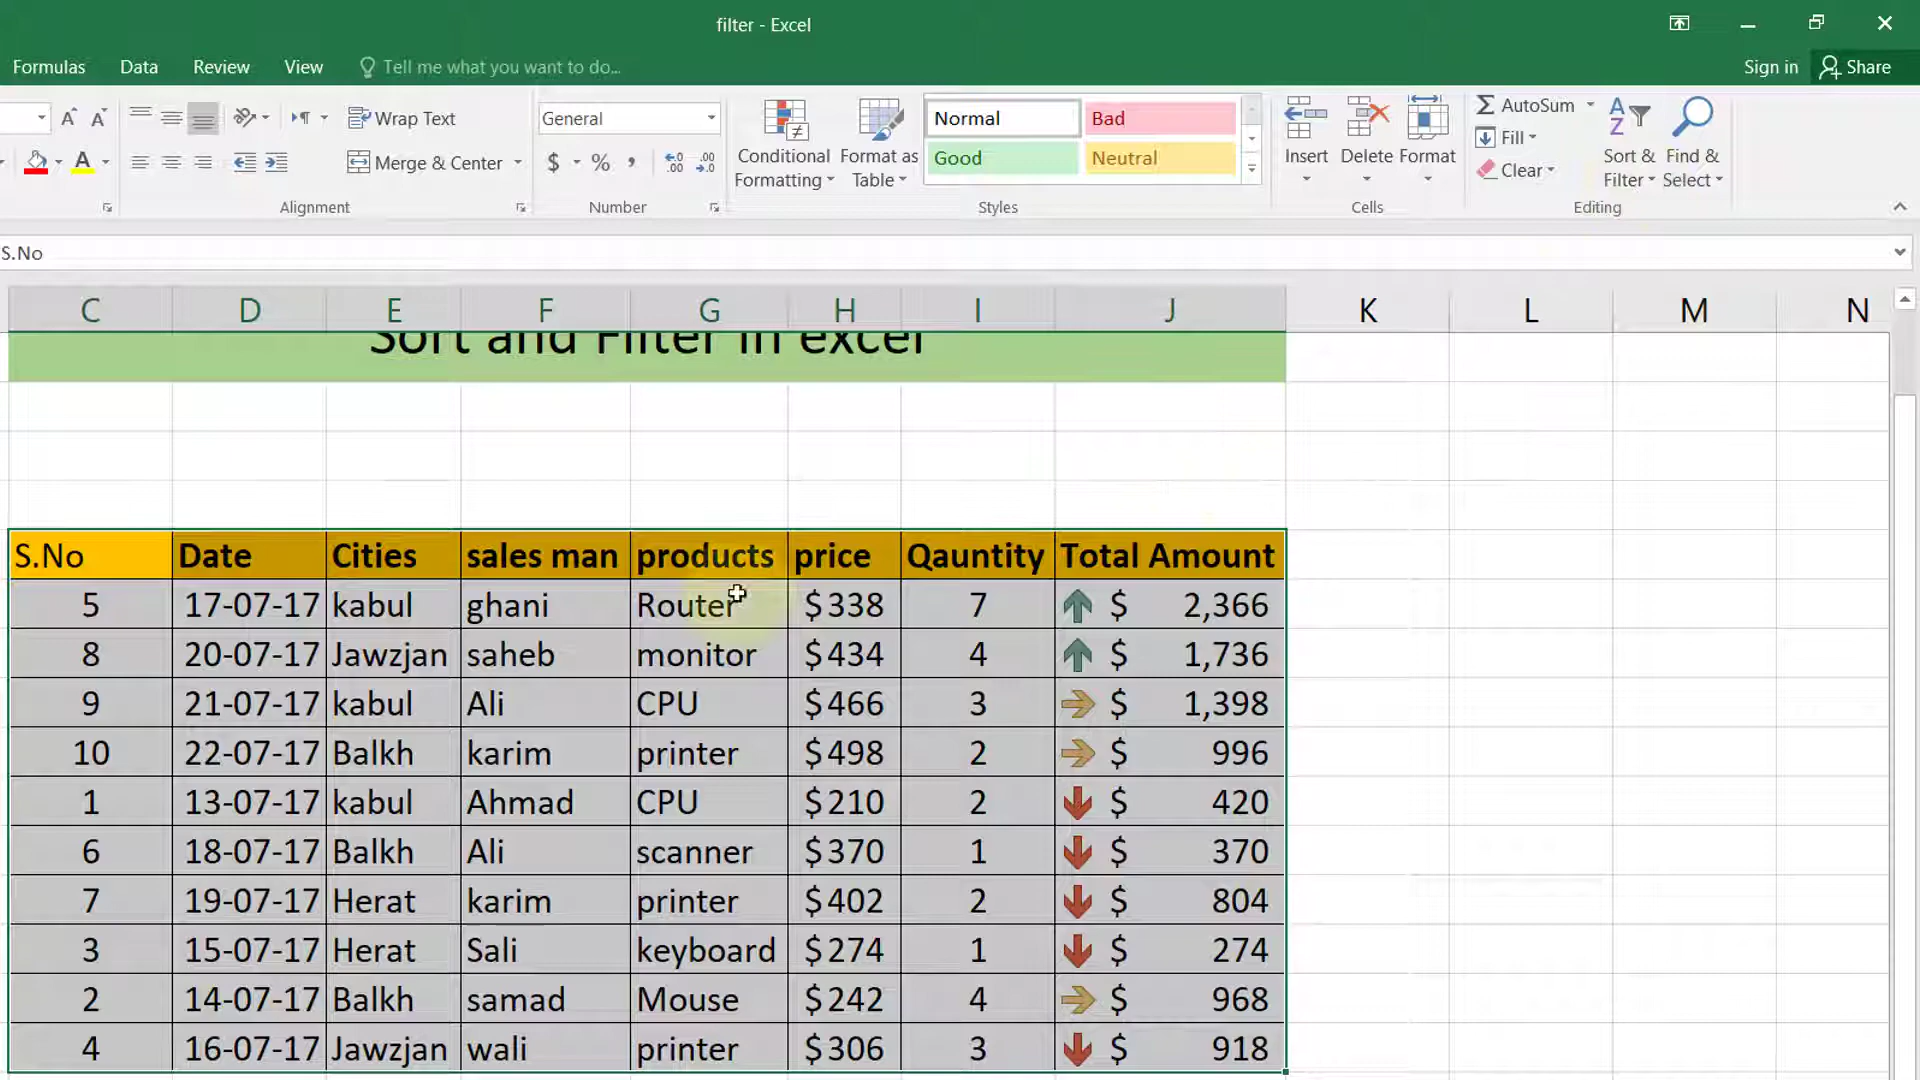 filter - Excel
Formulas Data Review View Tell me what you want to do... Sign in Share
A A Wrap Text General Normal Bad AutoSum
Fill
A Merge & Center $ % , .00 Conditional Formatting Format as Table Good Neutral Insert Delete Format Clear Sort & Filter Find & Select
Alignment Number Styles Cells Editing
S.No
C D E F G H I J K L M N
Sort and Filter in excel
S.No Date Cities sales man products price Qauntity Total Amount
5 17-07-17 kabul ghani Router $338 7 $ 2,366
8 20-07-17 Jawzjan saheb monitor $434 4 $ 1,736
9 21-07-17 kabul Ali CPU $466 3 $ 1,398
10 22-07-17 Balkh karim printer $498 2 $ 996
1 13-07-17 kabul Ahmad CPU $210 2 $ 420
6 18-07-17 Balkh Ali scanner $370 1 $ 370
7 19-07-17 Herat karim printer $402 2 $ 804
3 15-07-17 Herat Sali keyboard $274 1 $ 274
2 14-07-17 Balkh samad Mouse $242 4 $ 968
4 16-07-17 Jawzjan wali printer $306 3 $ 918